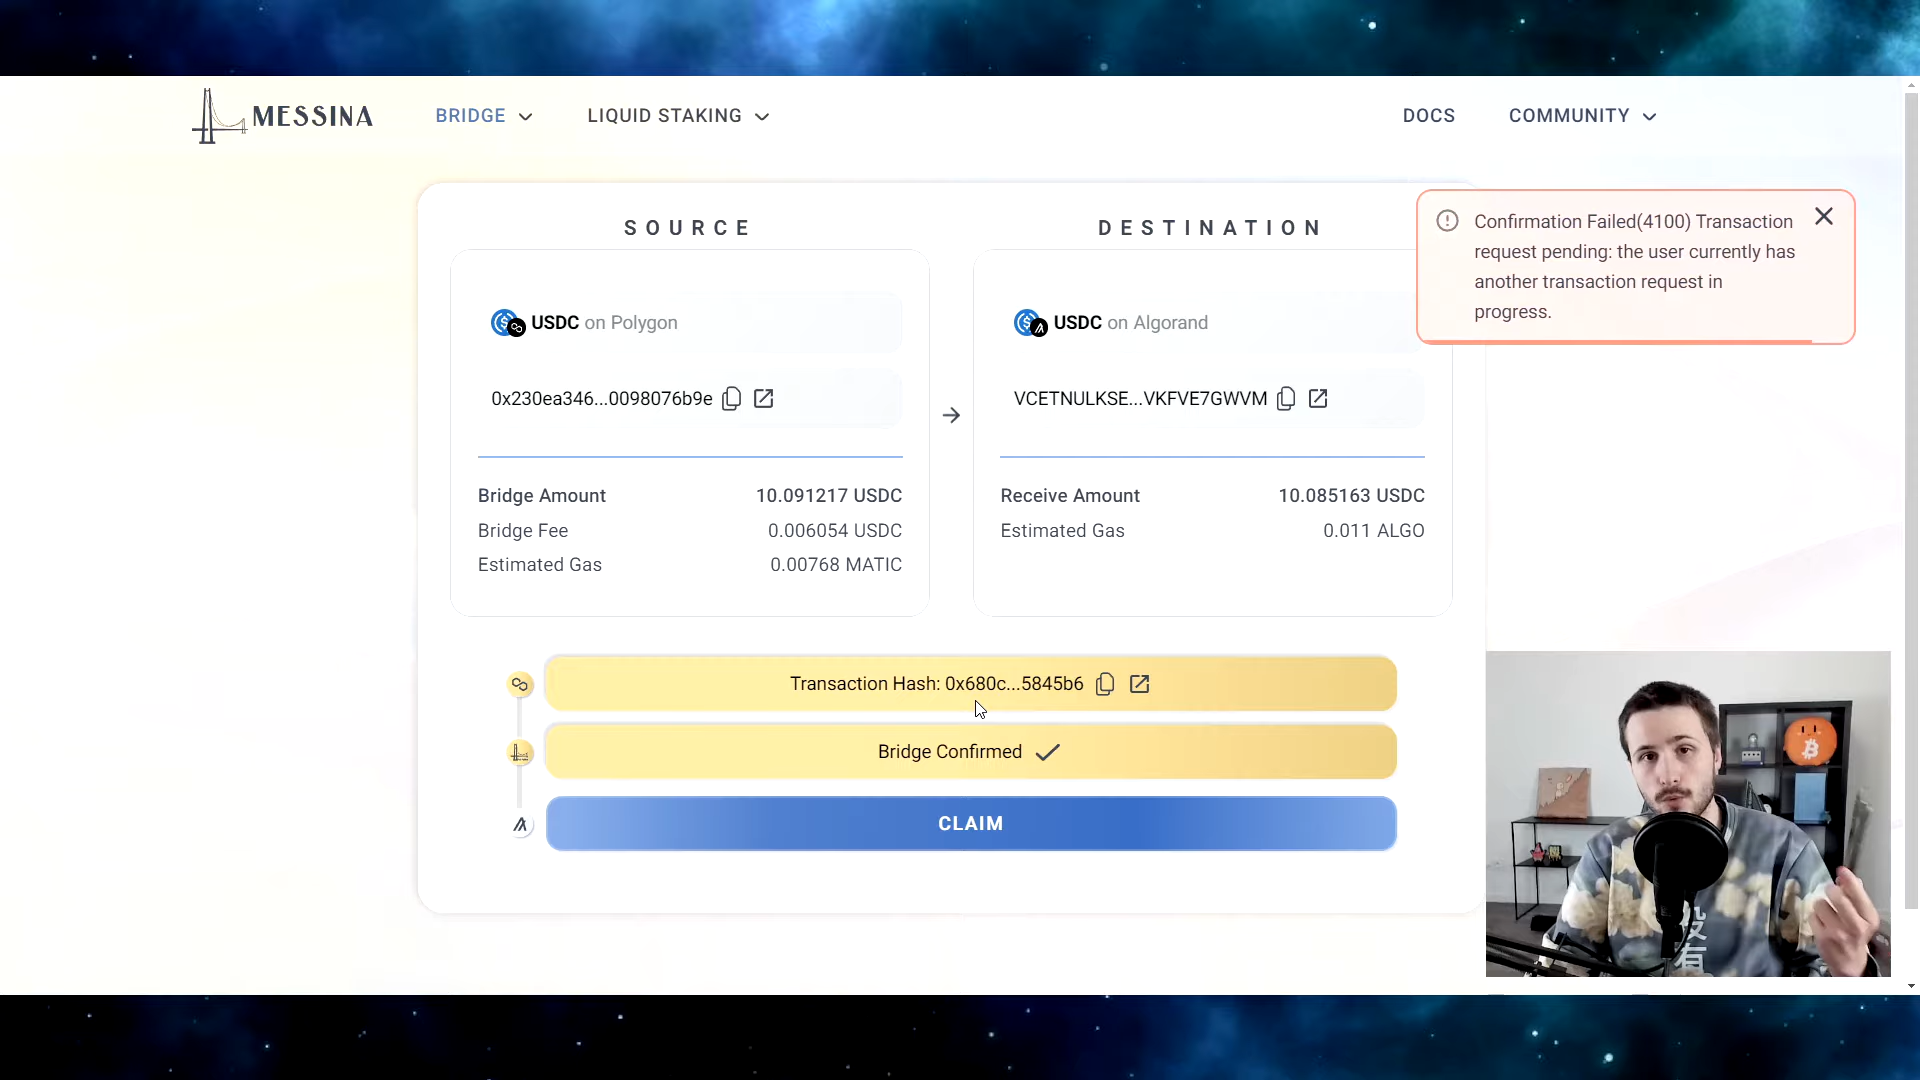 MESSINA
BRIDGE
LIQUID STAKING
DOCS
COMMUNITY
SOURCE
USDC on Polygon
0x230ea346...0098076b9e
Bridge Amount 10.091217 USDC
Bridge Fee 0.006054 USDC
Estimated Gas 0.00768 MATIC
DESTINATION
USDC on Algorand
VCETNULKSE...VKFVE7GWVM
Receive Amount 10.085163 USDC
Estimated Gas 0.011 ALGO
Confirmation Failed(4100) Transaction
request pending: the user currently has
another transaction request in
progress.
Transaction Hash: 0x680c...5845b6
Bridge Confirmed
CLAIM
没
有